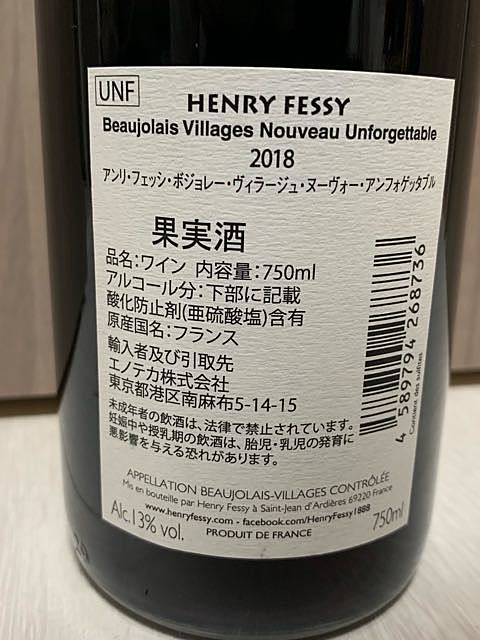 UNF
HENRY FESSY
Beaujolais Villages Nouveau Unforgettable
2018
アンリ・フェッシ・ボジョレー・ヴィラージュ・ヌーヴォー・アンフォゲッタブル
果実酒
品名:ワイン 内容量:750ml
アルコール分:下部に記載
酸化防止剤(亜硫酸塩)含有
原産国名:フランス
輸入者及び引取先
エノテカ株式会社
東京都港区南麻布5-14-15
未成年者の飲酒は、法律で禁止されています。
妊娠中や授乳期の飲酒は、胎児・乳児の発育に
悪影響を与える恐れがあります。
4 589794 268736
Contient des sulfites
APPELLATION BEAUJOLAIS-VILLAGES CONTRÔLÉE
Mis en bouteille par Henry Fessy à Saint-Jean d'Ardières 69220 France
www.henryfessy.com - facebook.com/HenryFessy1888
Alc.13% vol.
PRODUIT DE FRANCE
750ml